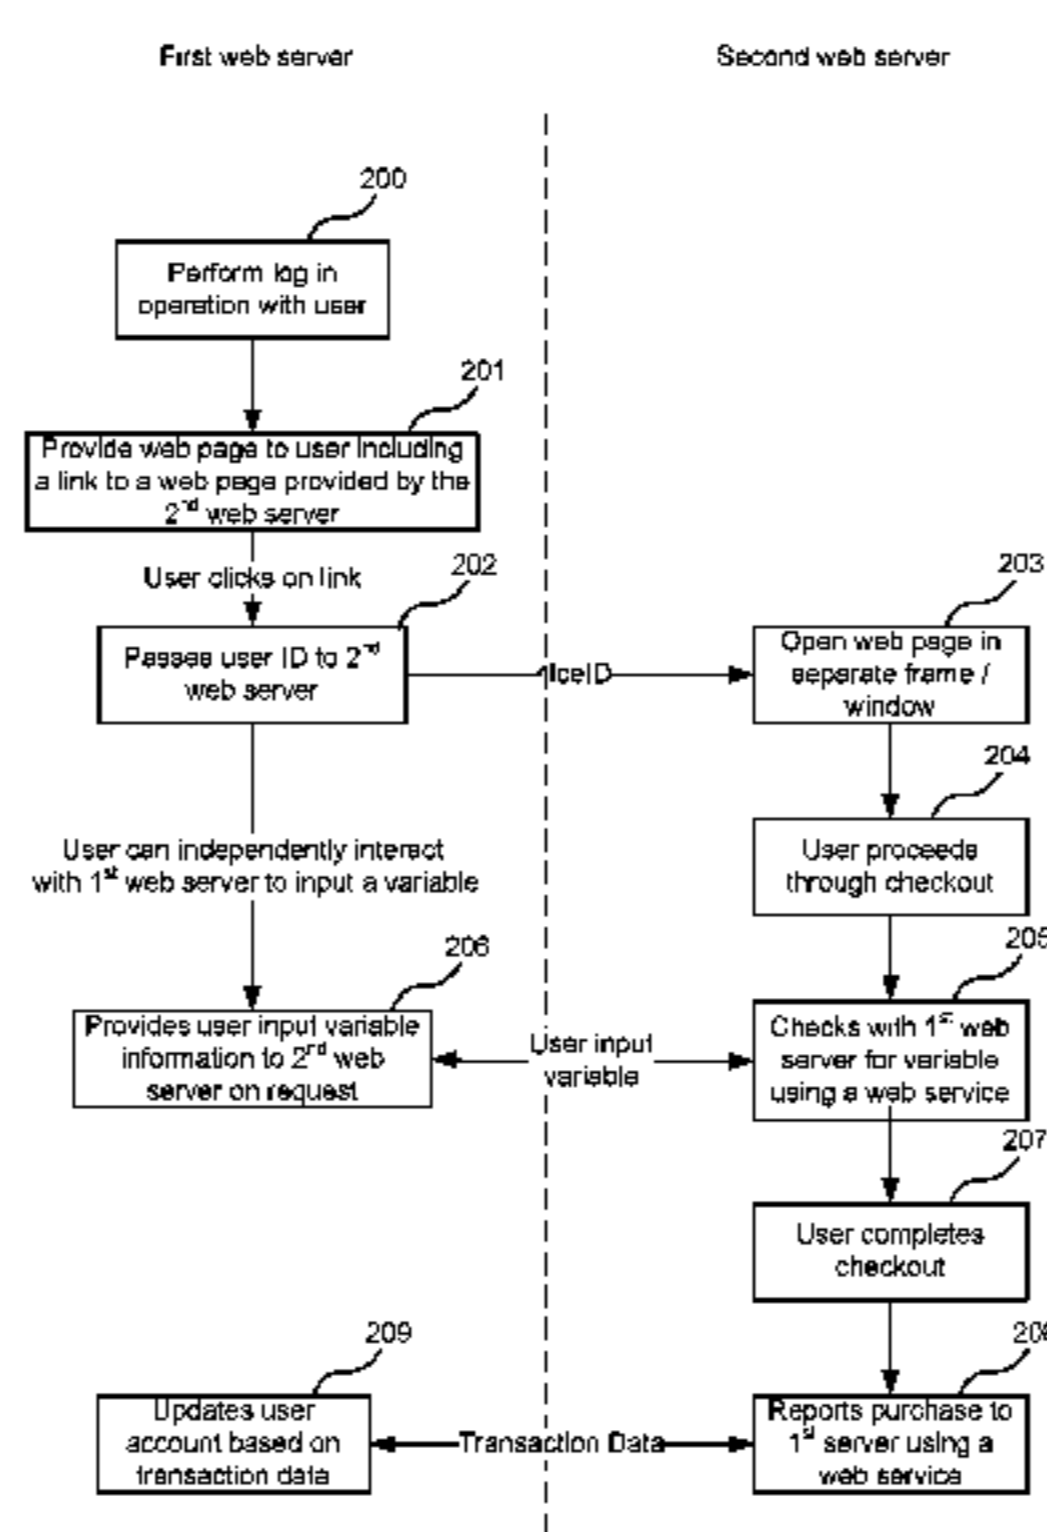 First web server
Second web server
200
Perform log in
operation with user
201
Provide web page to user including
a link to a web page provided by the
2nd web server
User clicks on link
202
Passes user ID to 2nd
web server
203
Open web page in
separate frame /
window
204
User proceeds
through checkout
User can independently interact
with 1st web server to input a variable
205
206
Provides user input variable
information to 2nd web
server on request
User input
variable
Checks with 1st web
server for variable
using a web service
207
User completes
checkout
209
Updates user
account based on
transaction data
Transaction Data
Reports purchase to
1st server using a
web service